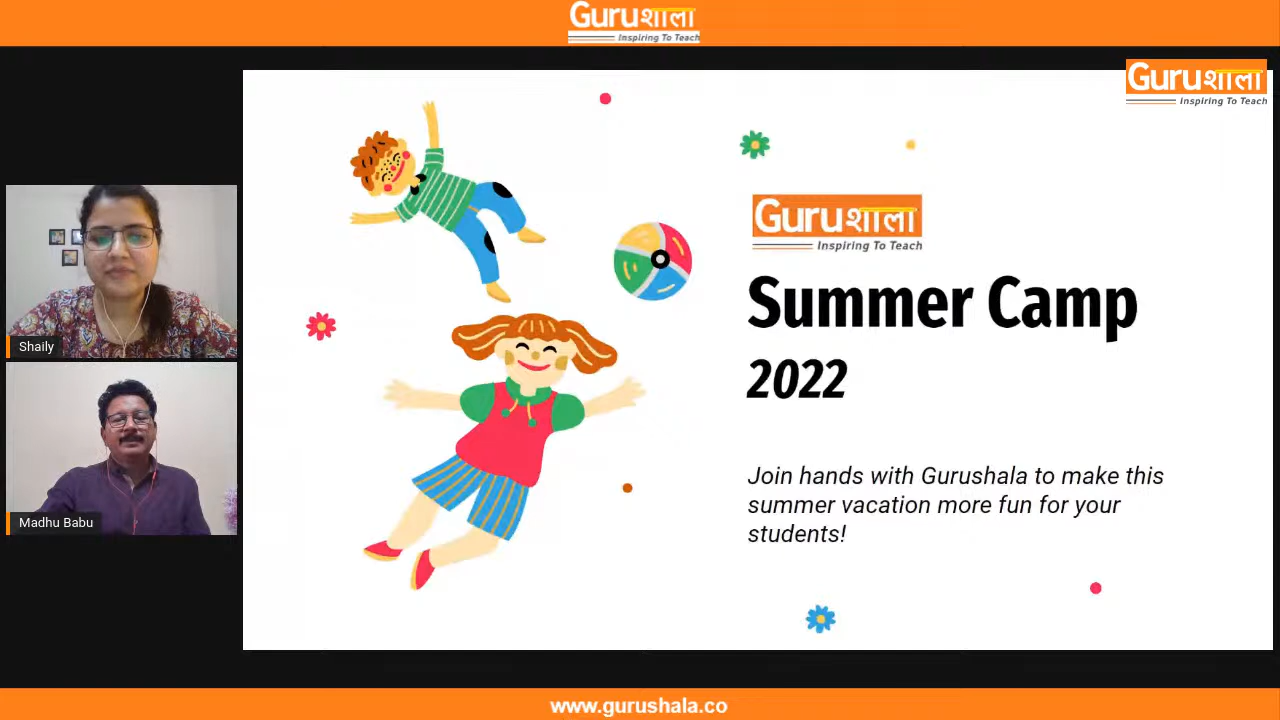 Guruशाला
Inspiring To Teach
Guruशाला
Inspiring To Teach
Guruशाला
Inspiring To Teach
Summer Camp
2022
Join hands with Gurushala to make this
summer vacation more fun for your
students!
Shaily
Madhu Babu
www.gurushala.co